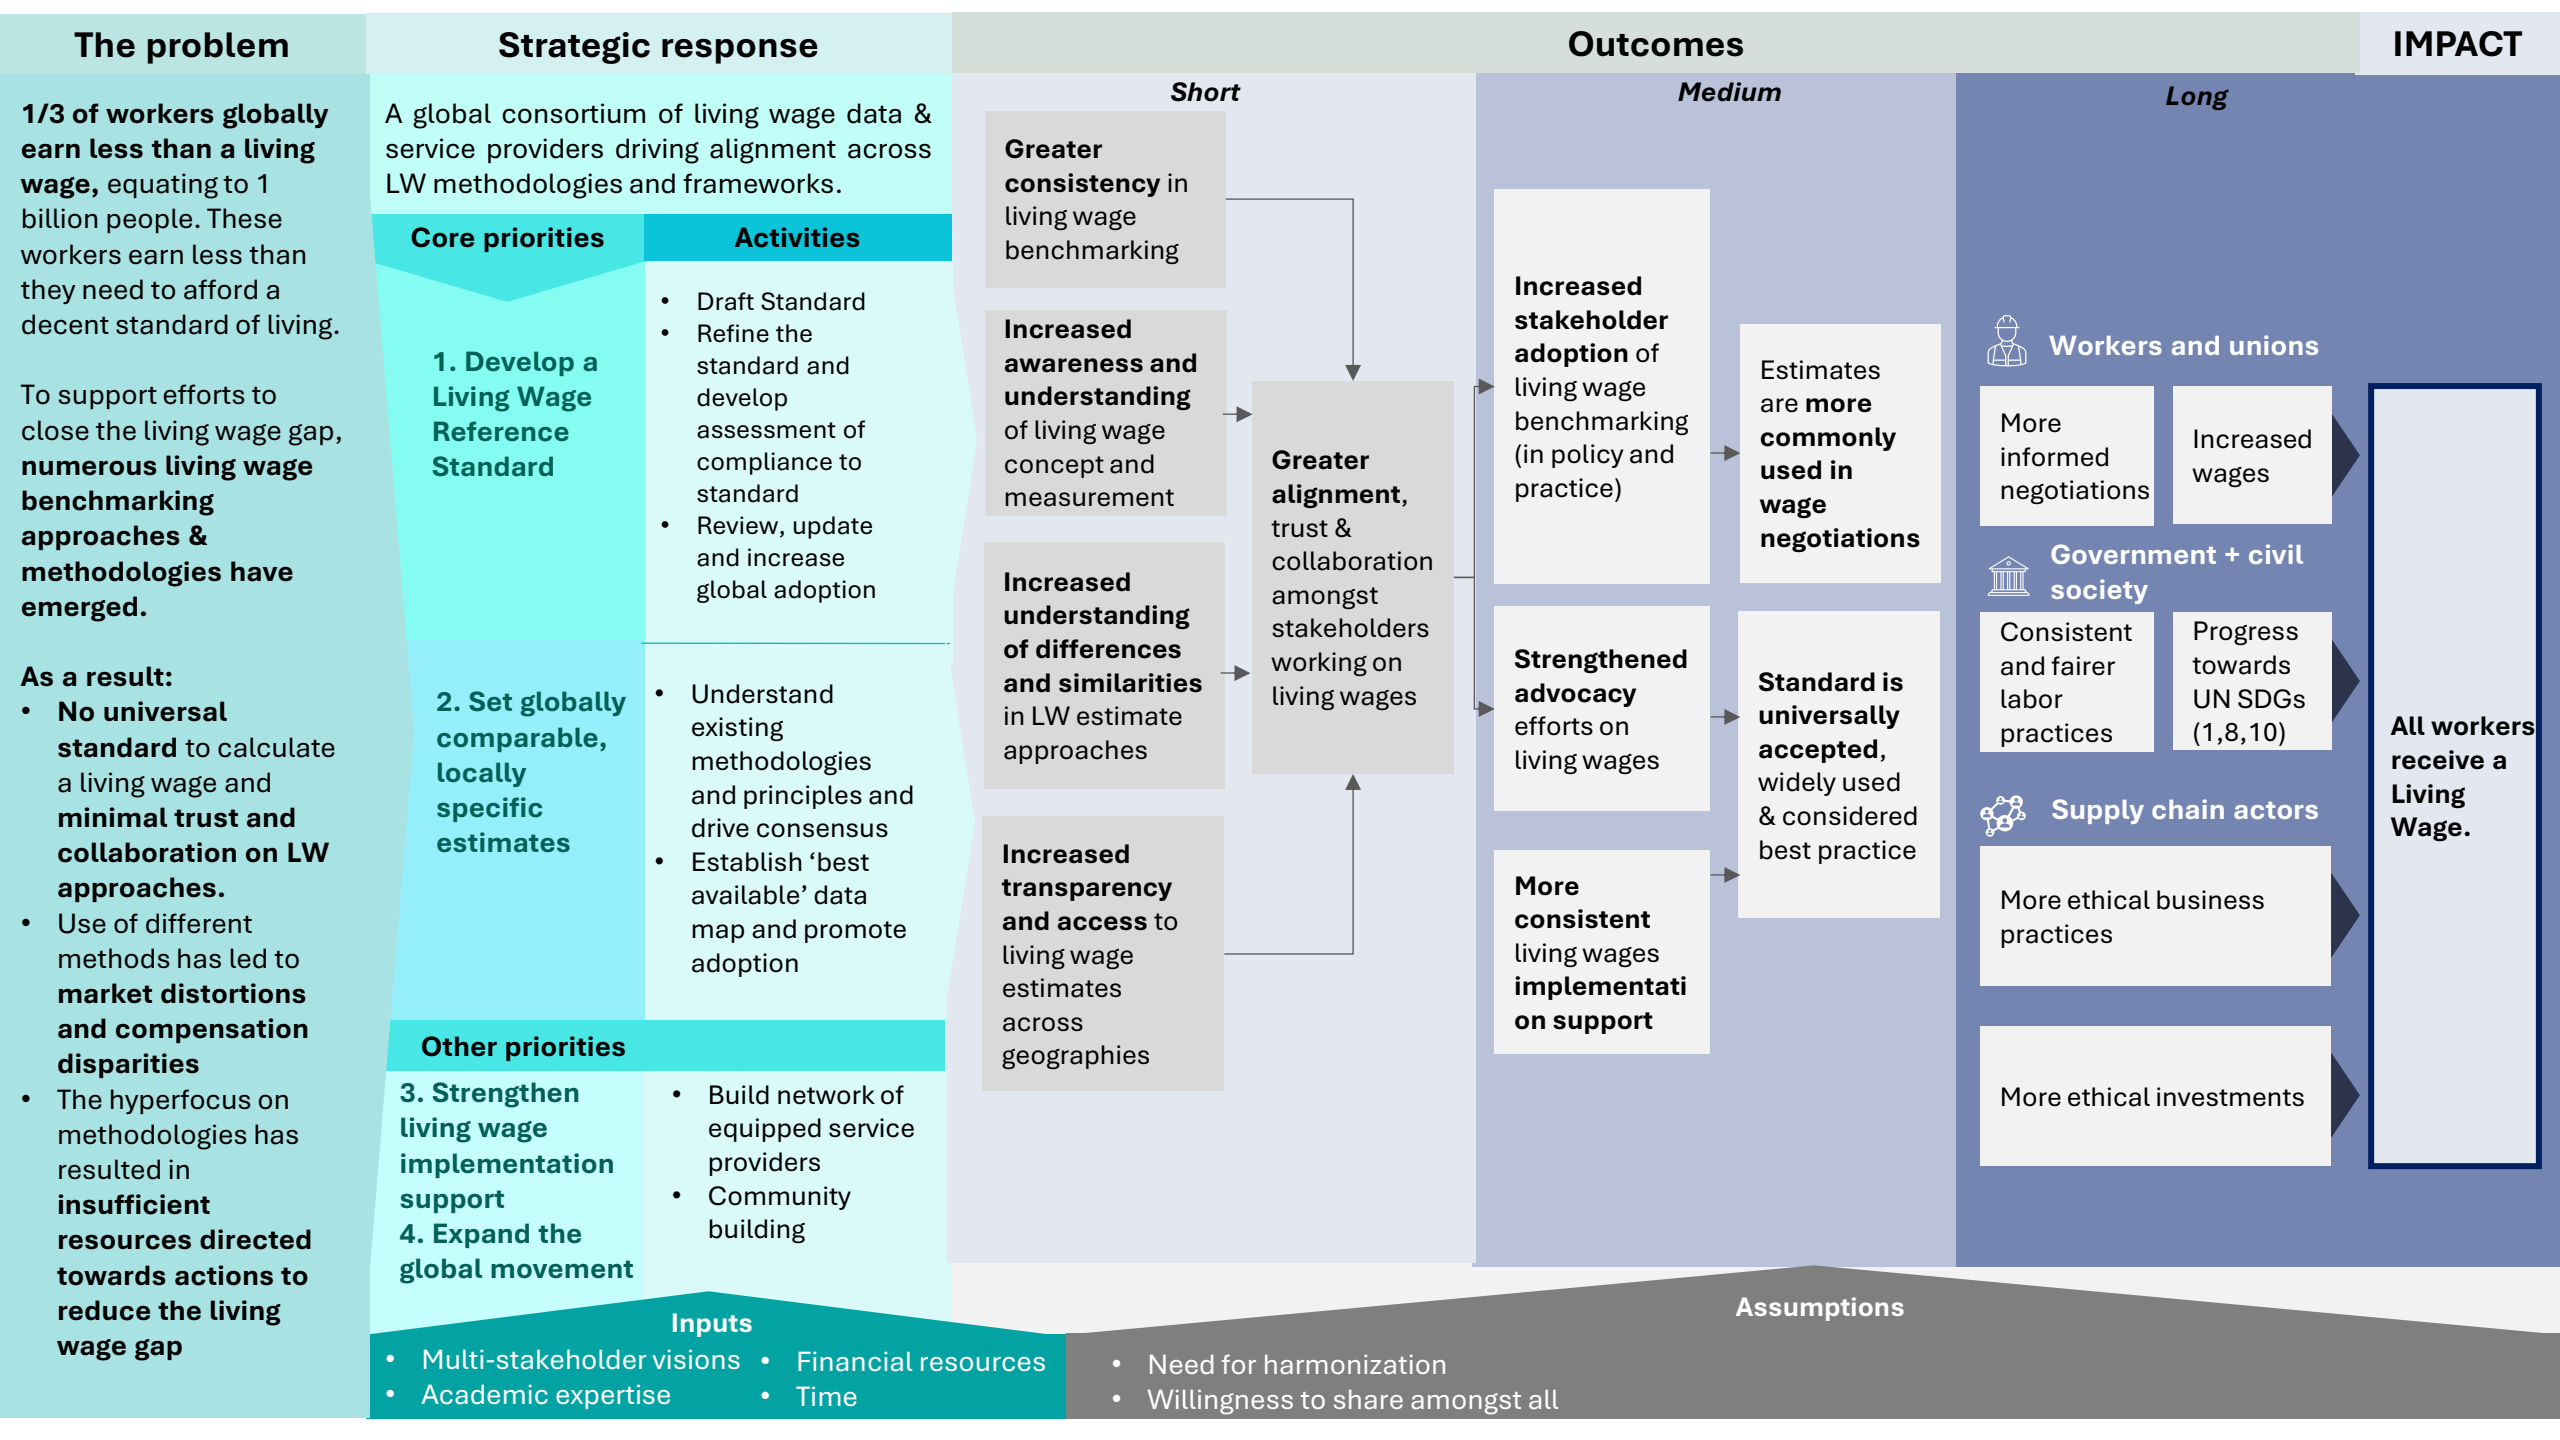 The problem
Strategic response
Outcomes
IMPACT
1/3 of workers globally
earn less than a living
wage, equating to 1
billion people. These
workers earn less than
they need to afford a
decent standard of living.
To support efforts to
close the living wage gap,
numerous living wage
benchmarking
approaches &
methodologies have
emerged.
As a result:
• No universal
standard to calculate
a living wage and
minimal trust and
collaboration on LW
approaches.
• Use of different
methods has led to
market distortions
and compensation
disparities
• The hyperfocus on
methodologies has
resulted in
insufficient
resources directed
towards actions to
reduce the living
wage gap
A global consortium of living wage data &
service providers driving alignment across
LW methodologies and frameworks.
Core priorities
Activities
1. Develop a
Living Wage
Reference
Standard
• Draft Standard
• Refine the
standard and
develop
assessment of
compliance to
standard
• Review, update
and increase
global adoption
2. Set globally
comparable,
locally
specific
estimates
• Understand
existing
methodologies
and principles and
drive consensus
• Establish ‘best
available’ data
map and promote
adoption
Other priorities
3. Strengthen
living wage
implementation
support
4. Expand the
global movement
• Build network of
equipped service
providers
• Community
building
Inputs
• Multi-stakeholder visions
• Academic expertise
• Financial resources
• Time
Short
Greater
consistency in
living wage
benchmarking
Increased
awareness and
understanding
of living wage
concept and
measurement
Increased
understanding
of differences
and similarities
in LW estimate
approaches
Increased
transparency
and access to
living wage
estimates
across
geographies
Greater
alignment,
trust &
collaboration
amongst
stakeholders
working on
living wages
Medium
Increased
stakeholder
adoption of
living wage
benchmarking
(in policy and
practice)
Strengthened
advocacy
efforts on
living wages
More
consistent
living wages
implementati
on support
Estimates
are more
commonly
used in
wage
negotiations
Standard is
universally
accepted,
widely used
& considered
best practice
Long
Workers and unions
More
informed
negotiations
Increased
wages
Government + civil
society
Consistent
and fairer
labor
practices
Progress
towards
UN SDGs
(1,8,10)
Supply chain actors
More ethical business
practices
More ethical investments
All workers
receive a
Living
Wage.
Assumptions
• Need for harmonization
• Willingness to share amongst all